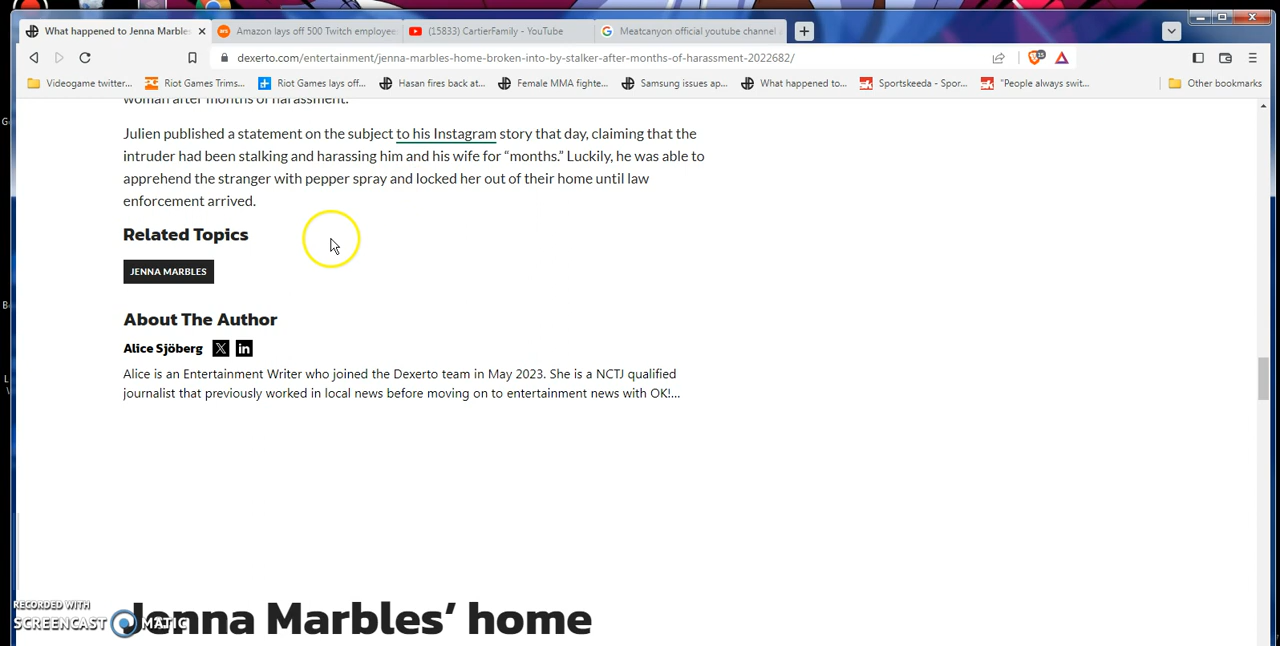 What happened to Jenna Marbles
Amazon lays off 500 Twitch employee
(15833) CartierFamily - YouTube
Meatcanyon official youtube channel
dexerto.com/entertainment/jenna-marbles-home-broken-into-by-stalker-after-months-of-harassment-2022682/
Videogame twitter...
Riot Games Trims...
Riot Games lays off...
Hasan fires back at...
Female MMA fighte...
Samsung issues ap...
What happened to...
Sportskeeda - Spor...
"People always swit...
Other bookmarks
woman after months of harassment.
Julien published a statement on the subject to his Instagram story that day, claiming that the
intruder had been stalking and harassing him and his wife for “months.” Luckily, he was able to
apprehend the stranger with pepper spray and locked her out of their home until law
enforcement arrived.
Related Topics
JENNA MARBLES
About The Author
Alice Sjöberg
Alice is an Entertainment Writer who joined the Dexerto team in May 2023. She is a NCTJ qualified
journalist that previously worked in local news before moving on to entertainment news with OK!...
Jenna Marbles’ home
RECORDED WITH
SCREENCAST MATIC